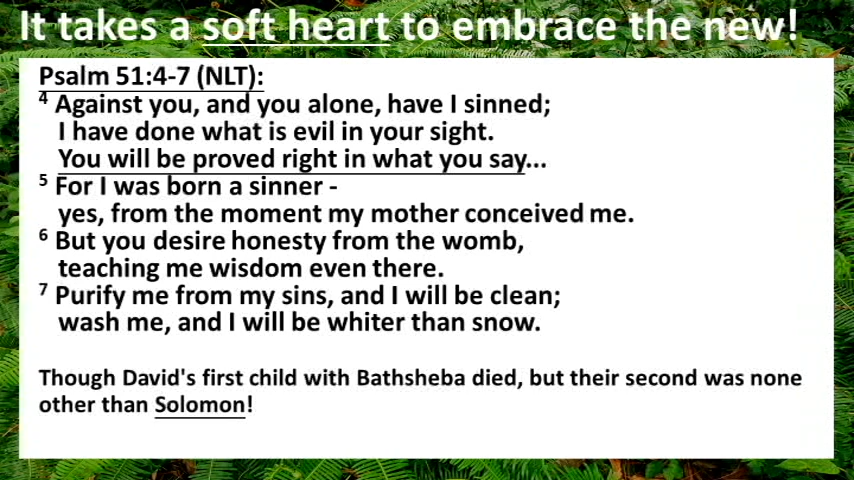 It takes a soft heart to embrace the new!
Psalm 51:4-7 (NLT):
⁴ Against you, and you alone, have I sinned;
I have done what is evil in your sight.
You will be proved right in what you say...
⁵ For I was born a sinner -
yes, from the moment my mother conceived me.
⁶ But you desire honesty from the womb,
teaching me wisdom even there.
⁷ Purify me from my sins, and I will be clean;
wash me, and I will be whiter than snow.
Though David's first child with Bathsheba died, but their second was none
other than Solomon!